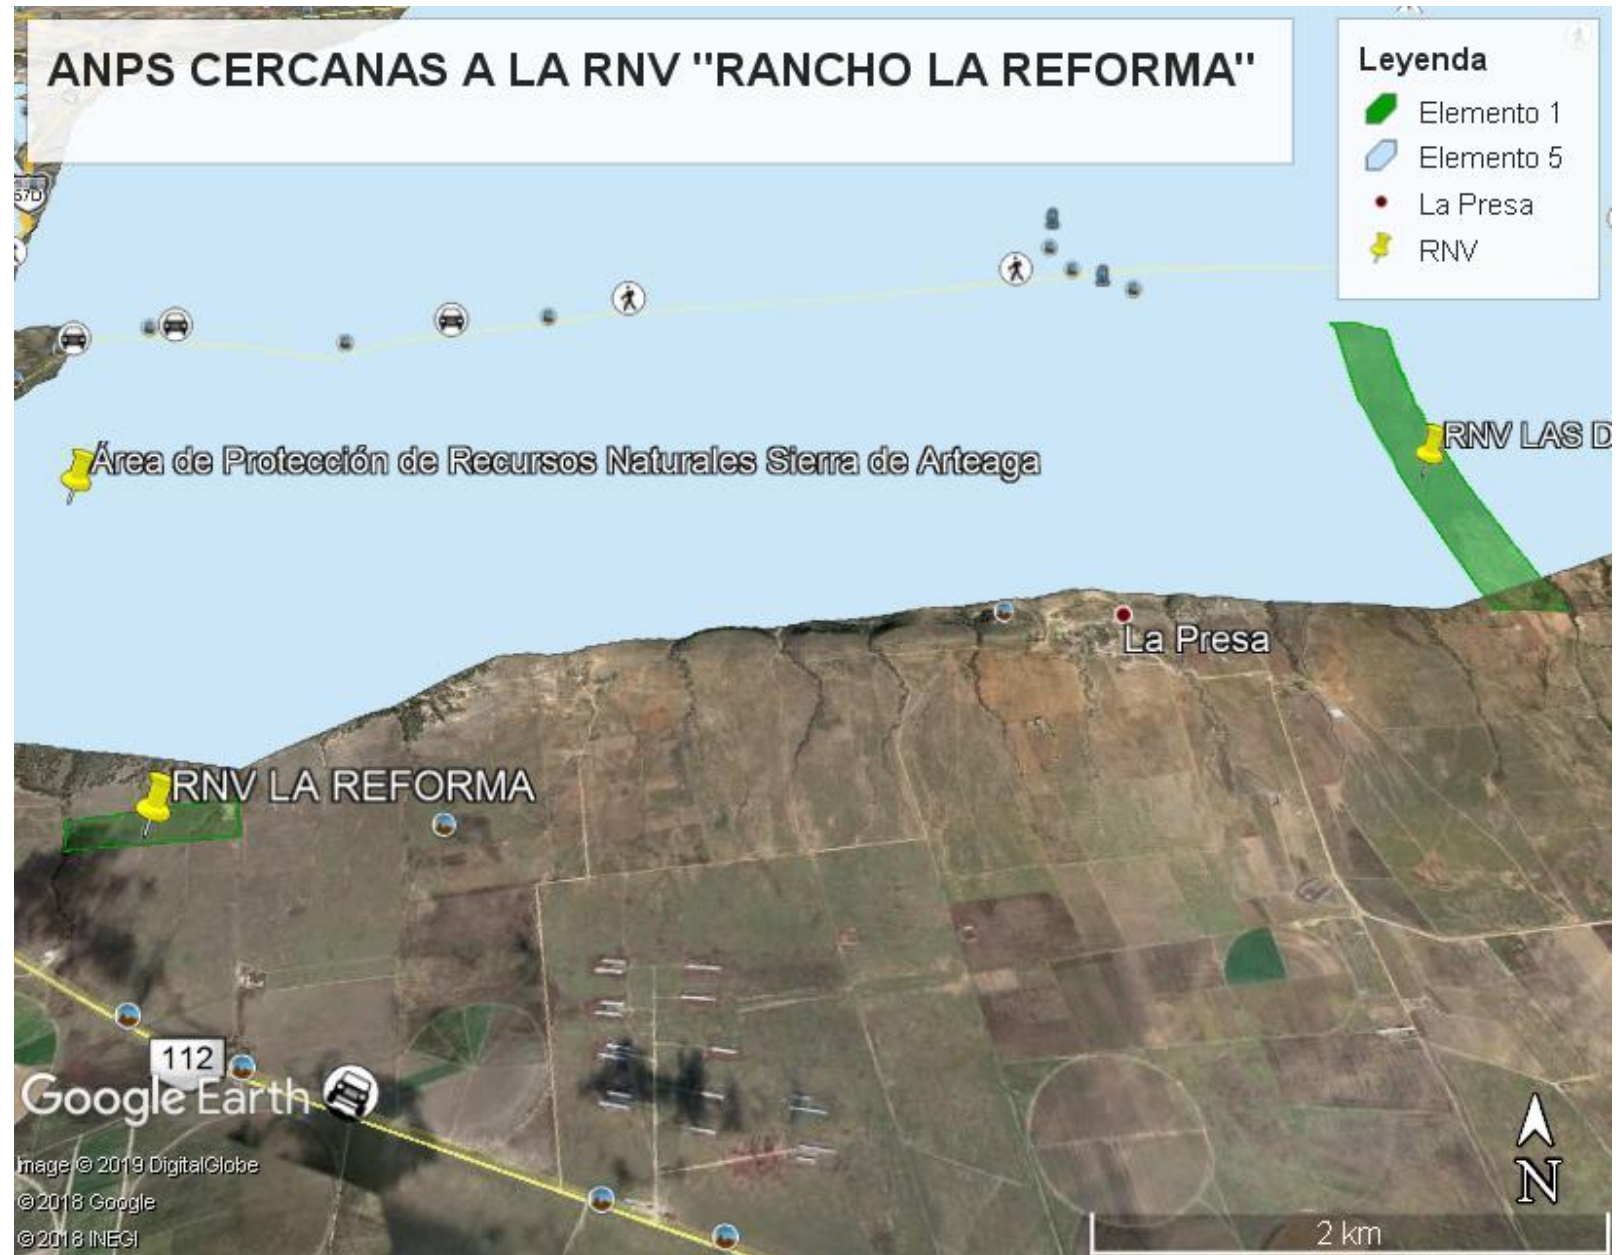 ANPS CERCANAS A LA RNV "RANCHO LA REFORMA"
Leyenda
Elemento 1
Elemento 5
La Presa
RNV
57D
RNV LAS D
Área de Protección de Recursos Naturales Sierra de Arteaga
La Presa
RNV LA REFORMA
112
Google Earth
Image © 2019 DigitalGlobe
© 2018 Google
© 2018 INEGI
N
2 km